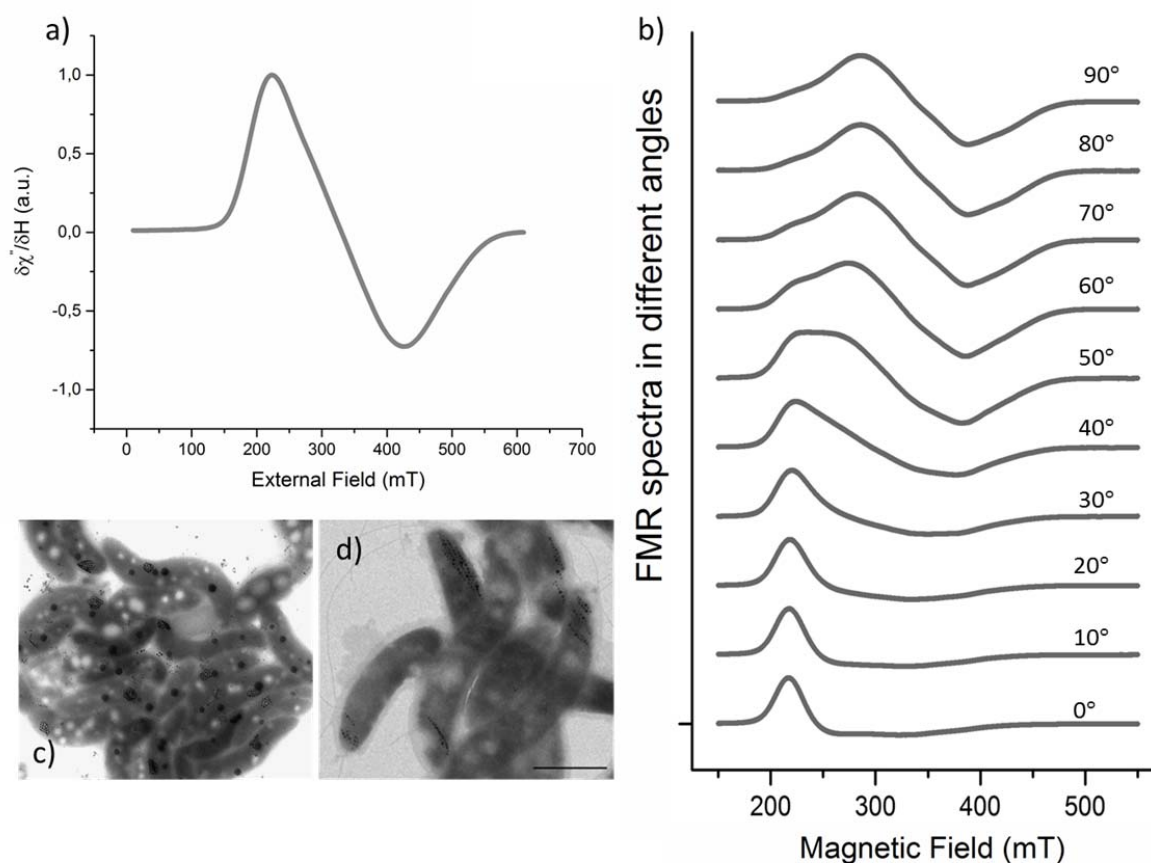 a)
1,0
0,5
0,0
-0,5
-1,0
δχ"/δH (a.u.)
0 100 200 300 400 500 600 700
External Field (mT)
b)
FMR spectra in different angles
90°
80°
70°
60°
50°
40°
30°
20°
10°
0°
200 300 400 500
Magnetic Field (mT)
c)
d)